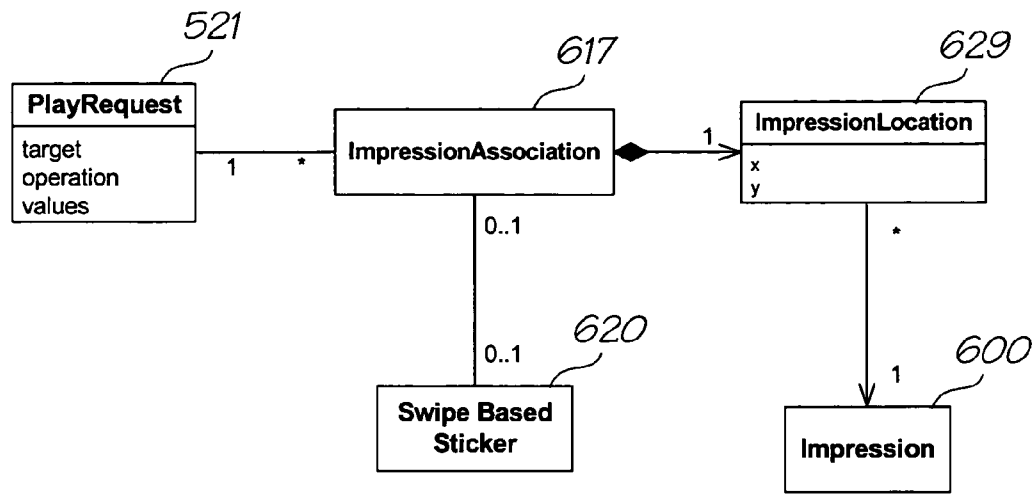 521
617
629
PlayRequest
target
operation
values
1
*
ImpressionAssociation
1
ImpressionLocation
x
y
0..1
*
0..1
620
1
600
Swipe Based
Sticker
Impression